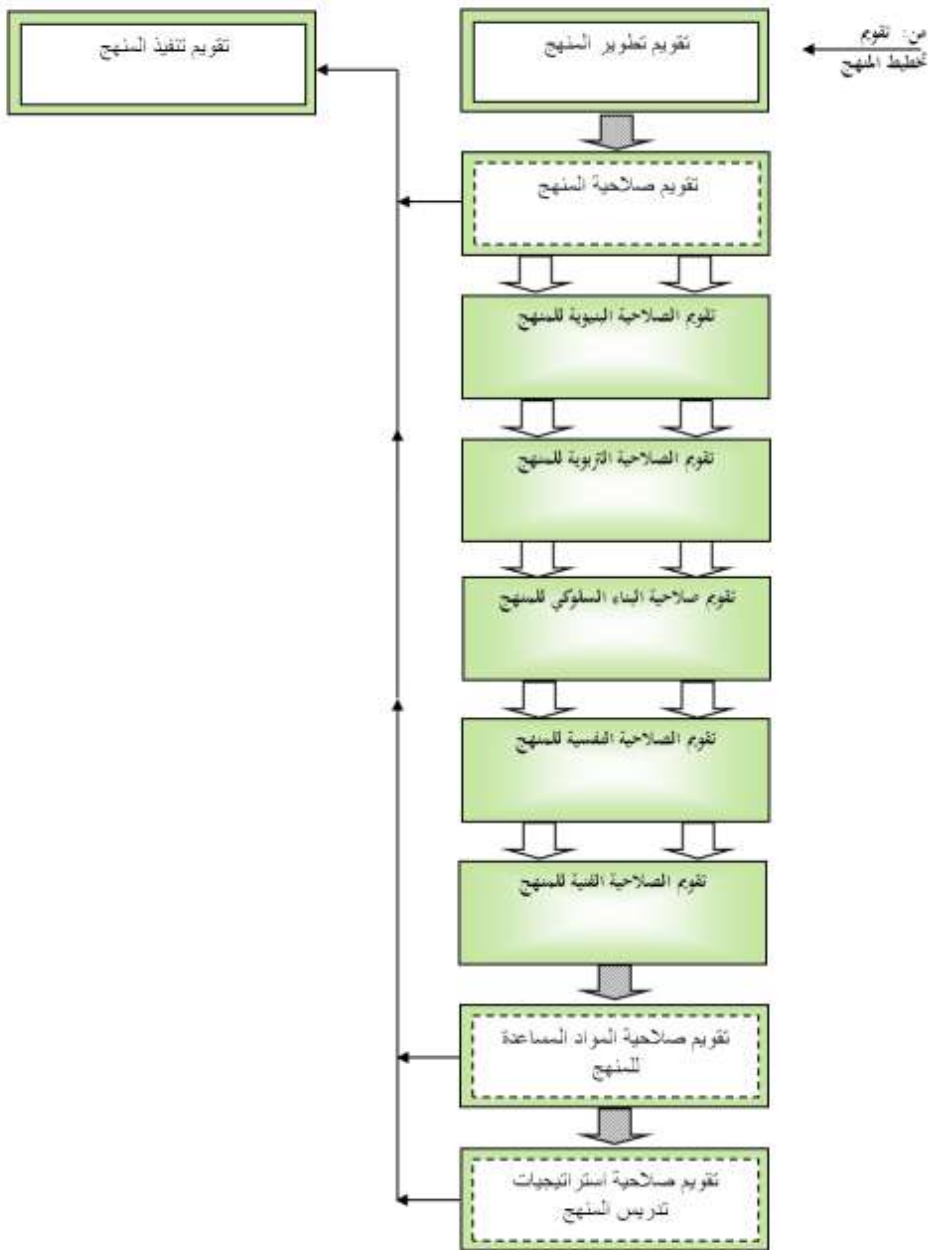 من: تقويم
تخطيط المنهج
تقويم تطوير المنهج
تقويم تنفيذ المنهج
تقويم صلاحية المنهج
تقويم الصلاحية البنيوية للمنهج
تقويم الصلاحية التربوية للمنهج
تقويم صلاحية البناء السلوكي للمنهج
تقويم الصلاحية النفسية للمنهج
تقويم الصلاحية الفنية للمنهج
تقويم صلاحية المواد المساعدة
للمنهج
تقويم صلاحية استراتيجيات
تدريس المنهج